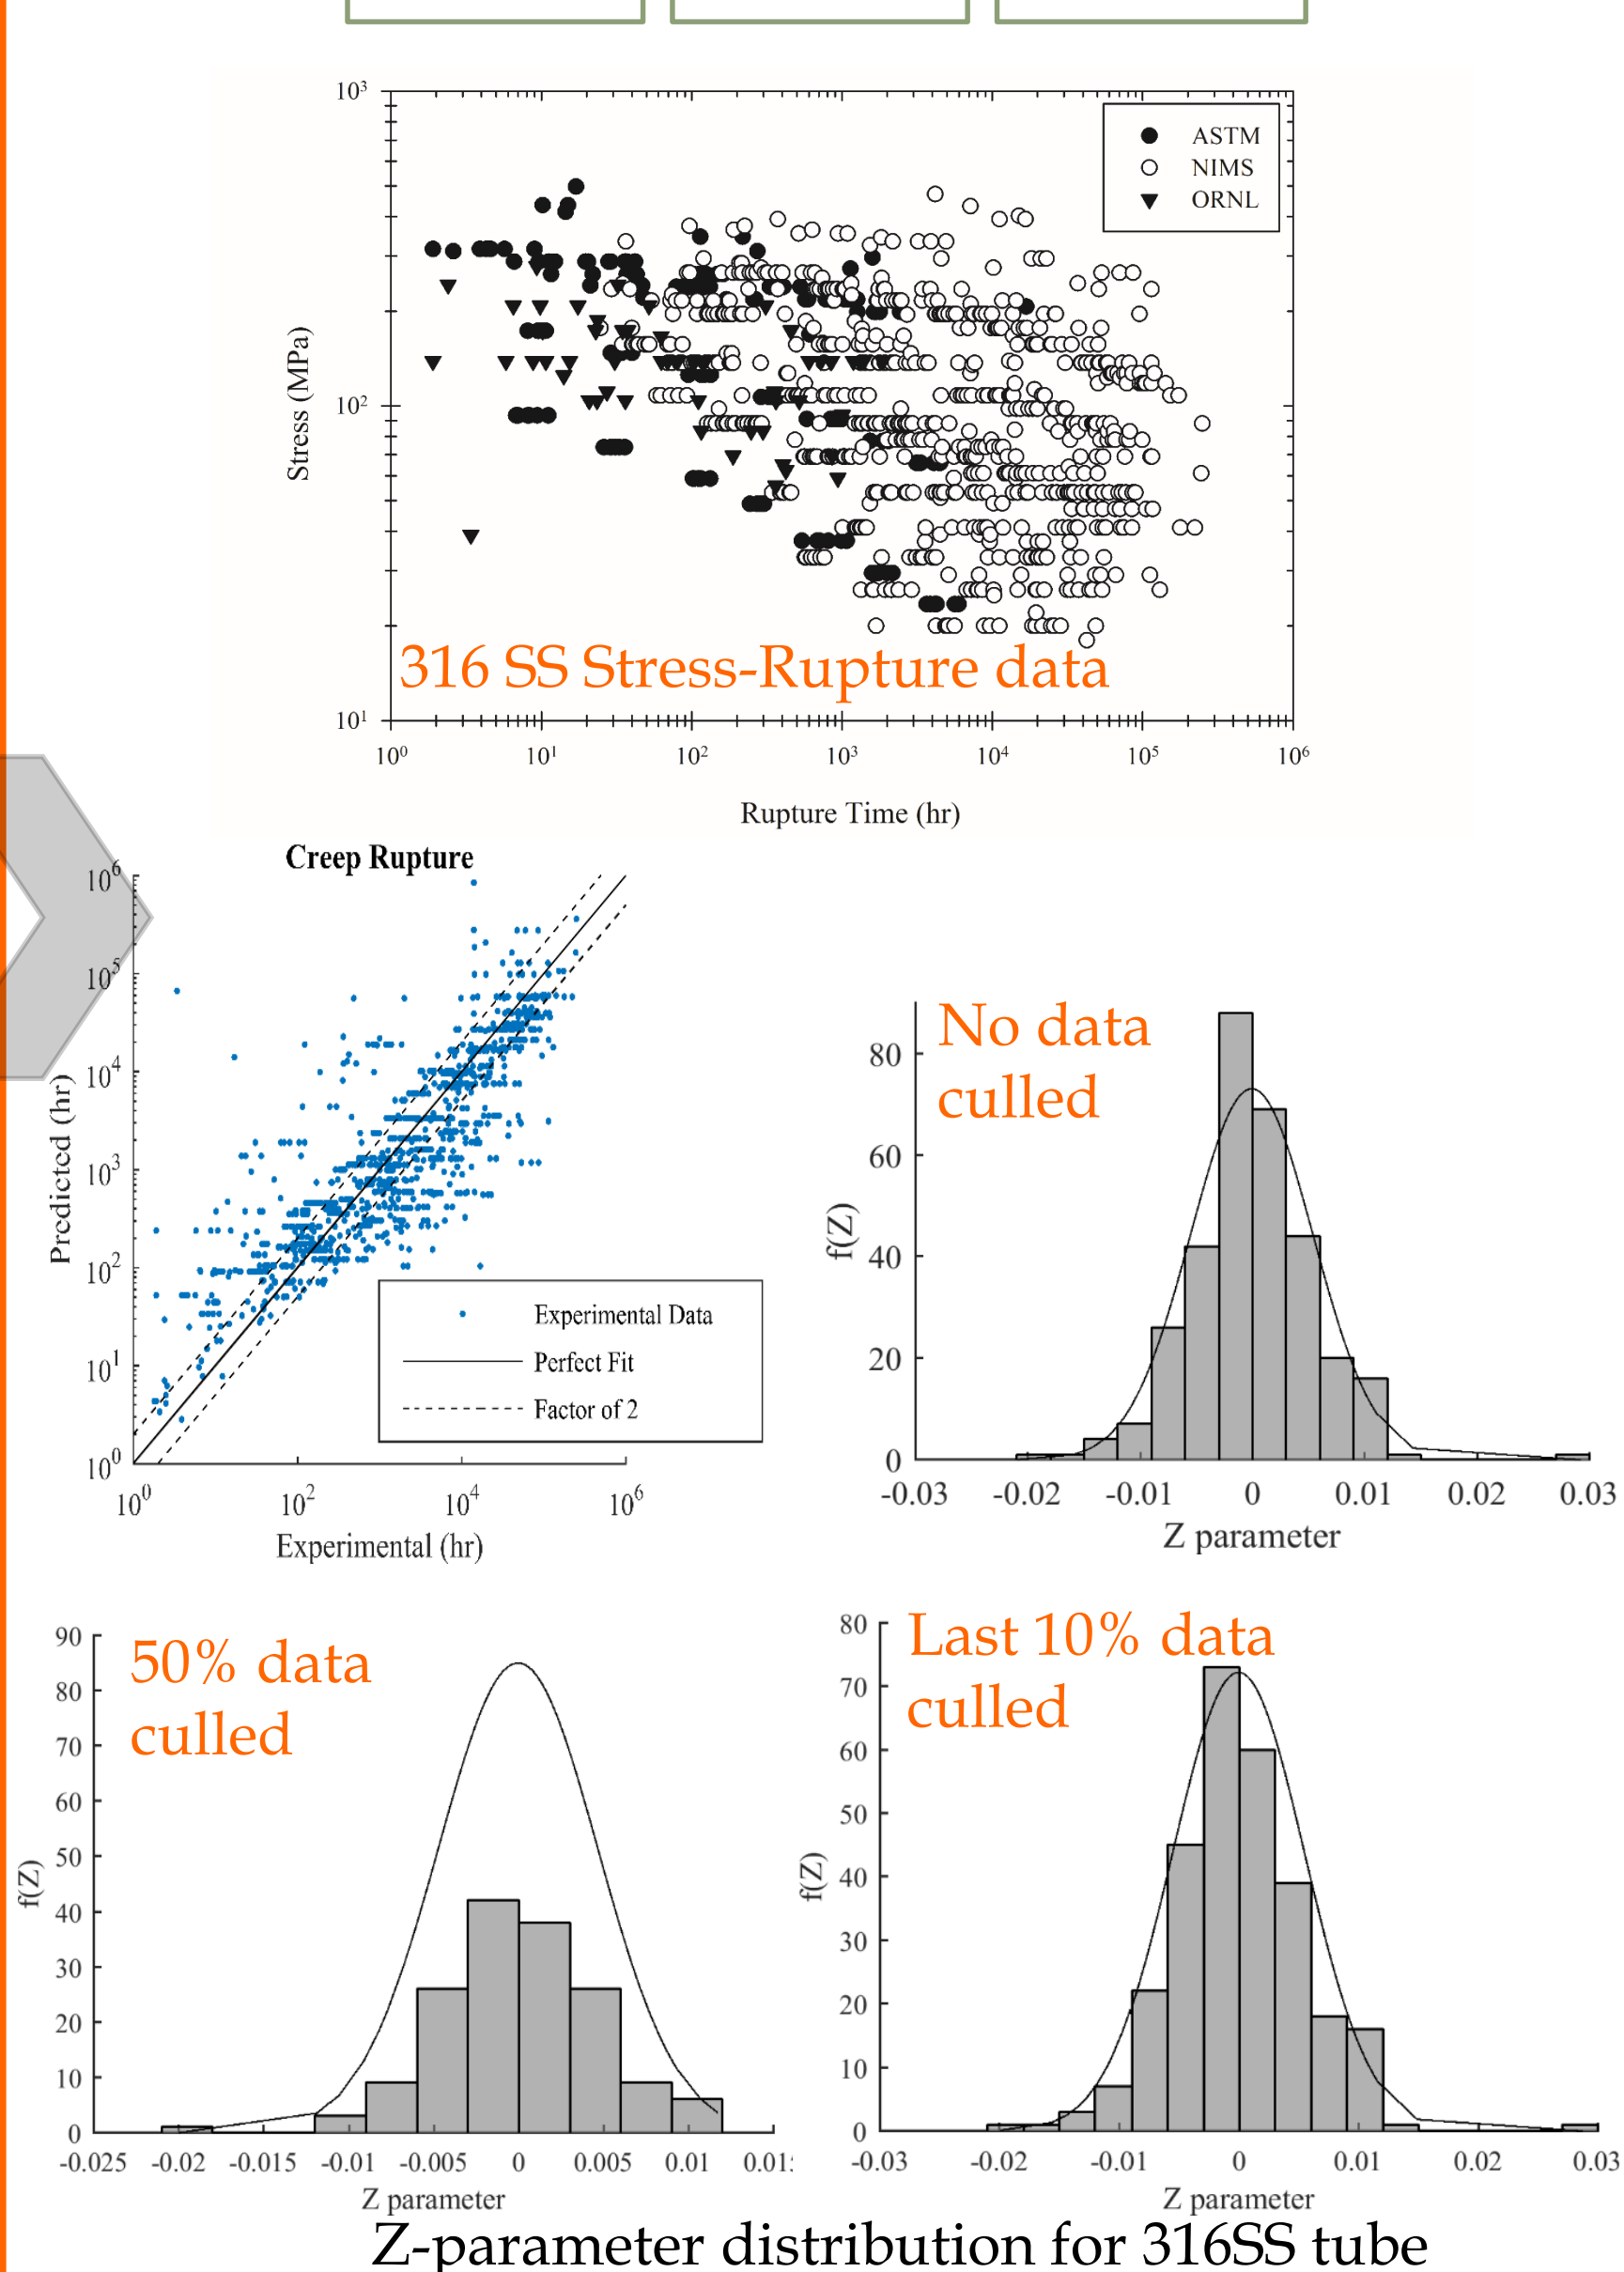 10³
ASTM
NIMS
ORNL
Stress (MPa)
10²
316 SS Stress-Rupture data
10¹
10⁰ 10¹ 10² 10³ 10⁴ 10⁵ 10⁶
Rupture Time (hr)
Creep Rupture
10⁶
10⁵
10⁴
10³
10²
10¹
10⁰
Predicted (hr)
Experimental Data
Perfect Fit
Factor of 2
10⁰ 10² 10⁴ 10⁶
Experimental (hr)
No data
culled
80
60
40
20
0
f(Z)
-0.03 -0.02 -0.01 0 0.01 0.02 0.03
Z parameter
50% data
culled
90
80
70
60
50
40
30
20
10
0
f(Z)
-0.025 -0.02 -0.015 -0.01 -0.005 0 0.005 0.01
Z parameter
Last 10% data
culled
80
70
60
50
40
30
20
10
0
f(Z)
-0.03 -0.02 -0.01 0 0.01 0.02 0.03
Z parameter
Z-parameter distribution for 316SS tube